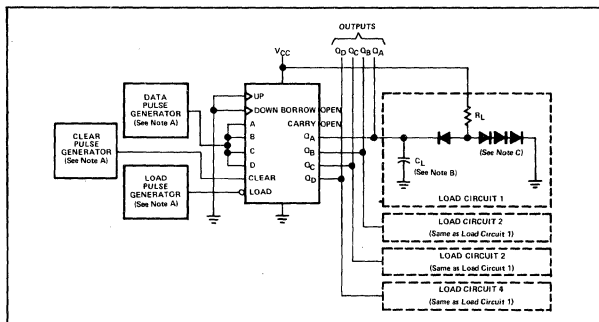 OUTPUTS
QD QC QB QA
VCC
DATA
PULSE
GENERATOR
(See Note A)
CLEAR
PULSE
GENERATOR
(See Note A)
LOAD
PULSE
GENERATOR
(See Note A)
UP
DOWN BORROW OPEN
CARRY OPEN
A
B
C
D
CLEAR
LOAD
QA
QB
QC
QD
RL
(See Note C)
CL
(See Note B)
LOAD CIRCUIT 1
LOAD CIRCUIT 2
(Same as Load Circuit 1)
LOAD CIRCUIT 2
(Same as Load Circuit 1)
LOAD CIRCUIT 4
(Same as Load Circuit 1)